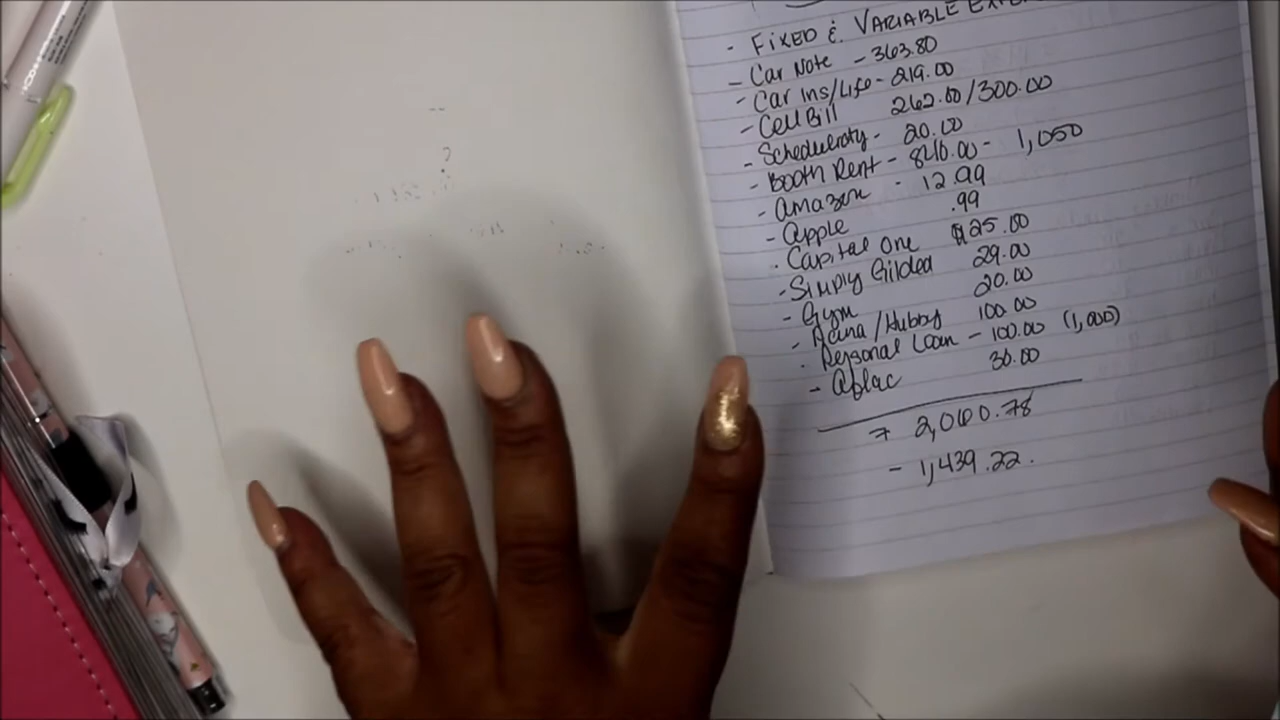 - FIXED & VARIABLE
- Car Note - 363.80
- Car Ins/Life - 219.00
- Cell Bill 262.00/300.00
- Schedulicity - 20.00
- Booth Rent - 840.00 - 1,050
- Amazon - 12.99
- Apple .99
- Capital One $25.00
- Simply Gilded 29.00
- Gym 20.00
- /Hubby 100.00
- Personal Loan - 100.00 (1,000)
- Aflac 36.00
2,060.78
- 1,439.22